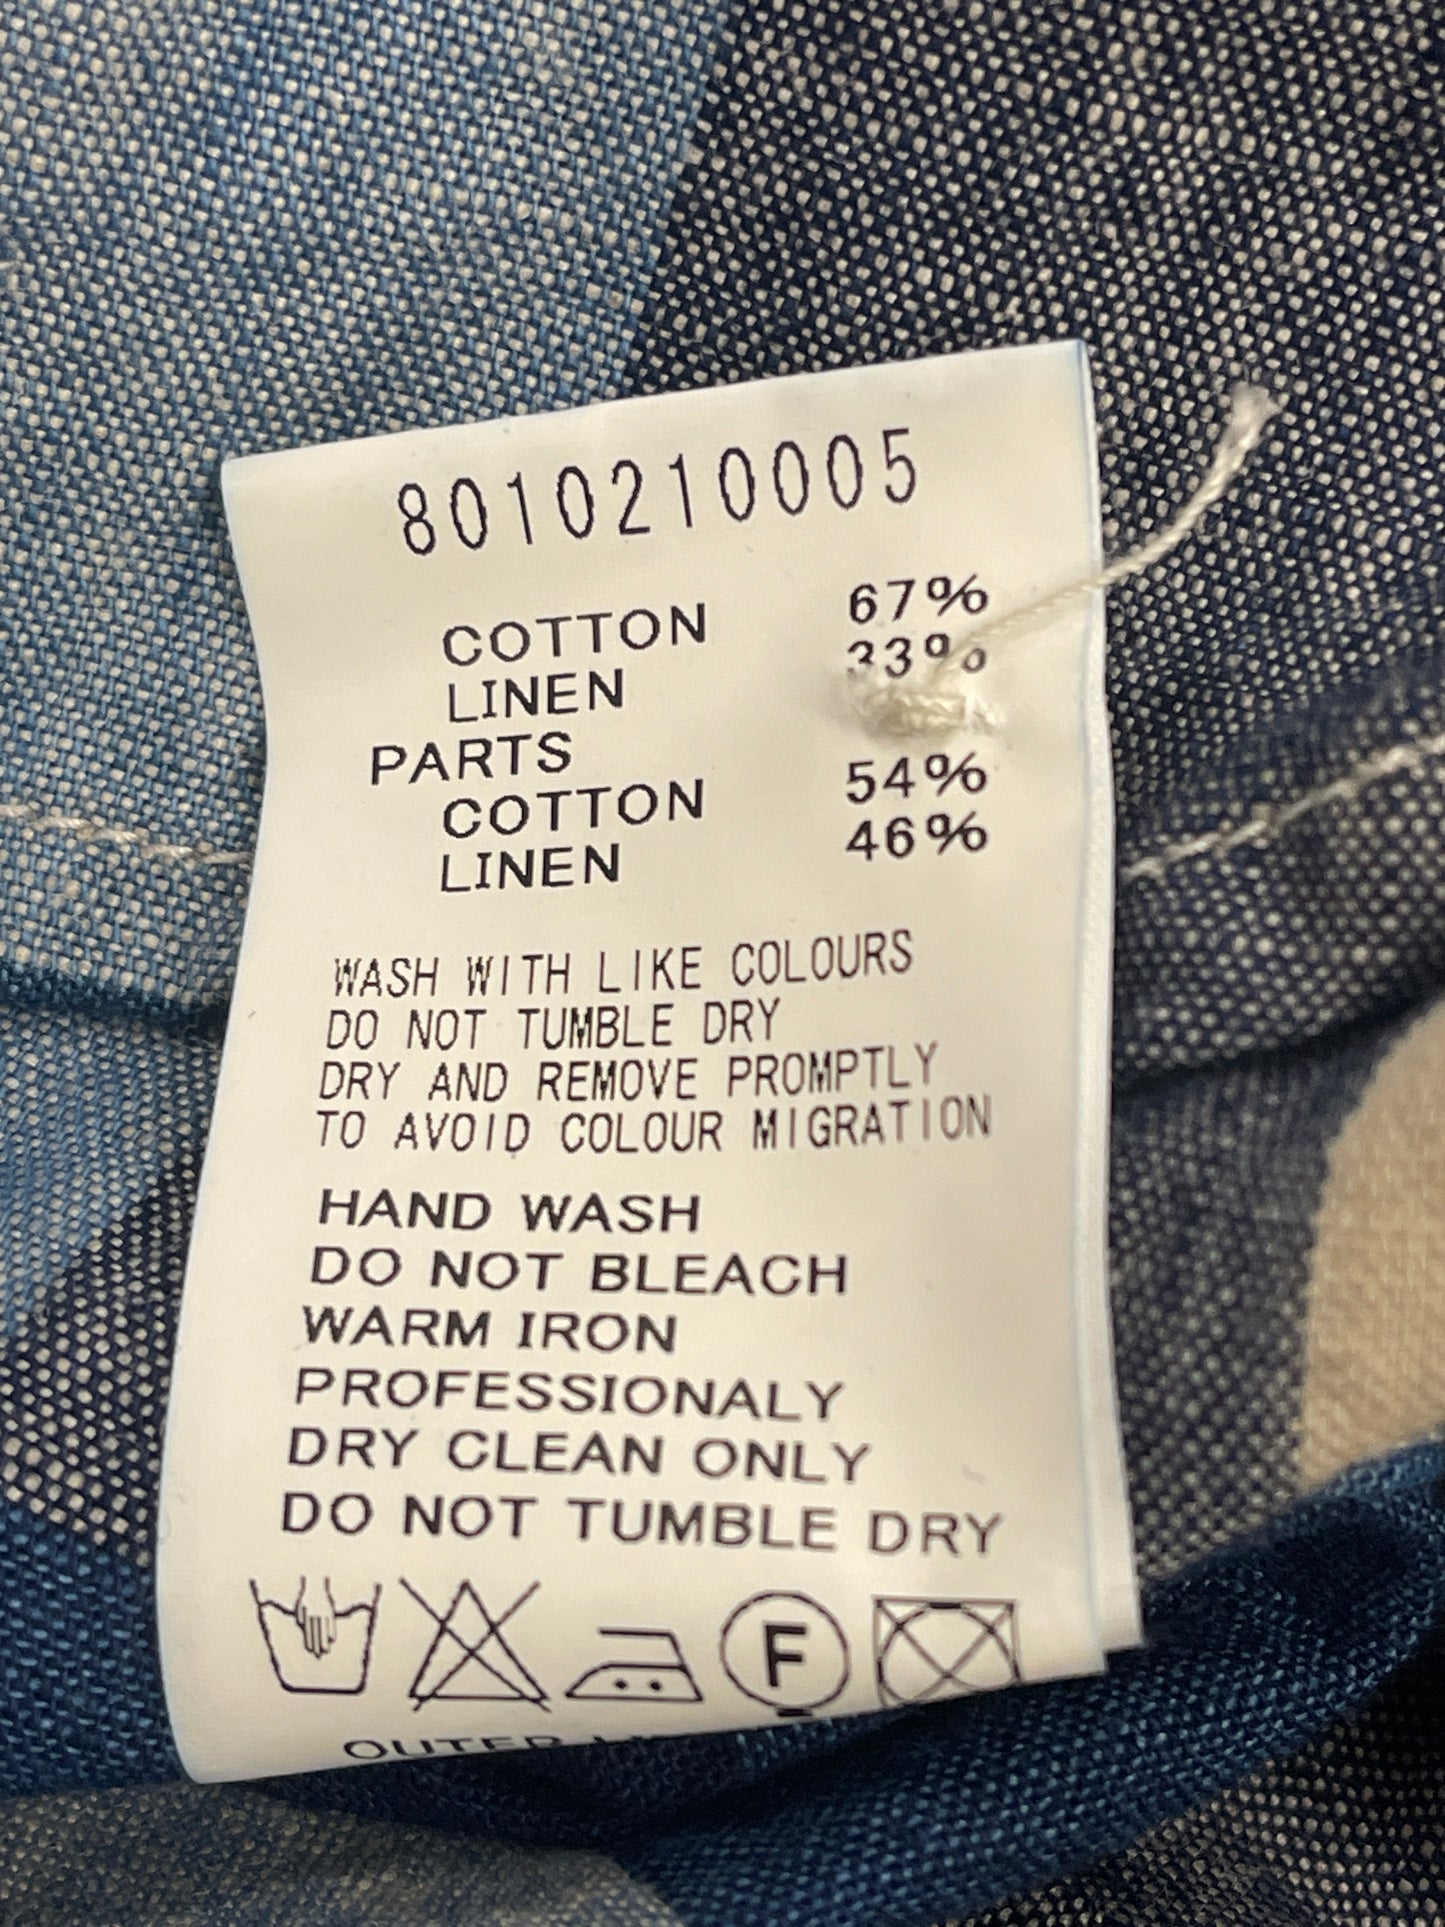 8010210005
COTTON 67%
LINEN 33%
PARTS
COTTON 54%
LINEN 46%
WASH WITH LIKE COLOURS
DO NOT TUMBLE DRY
DRY AND REMOVE PROMPTLY
TO AVOID COLOUR MIGRATION
HAND WASH
DO NOT BLEACH
WARM IRON
PROFESSIONALY
DRY CLEAN ONLY
DO NOT TUMBLE DRY
F
OUTER